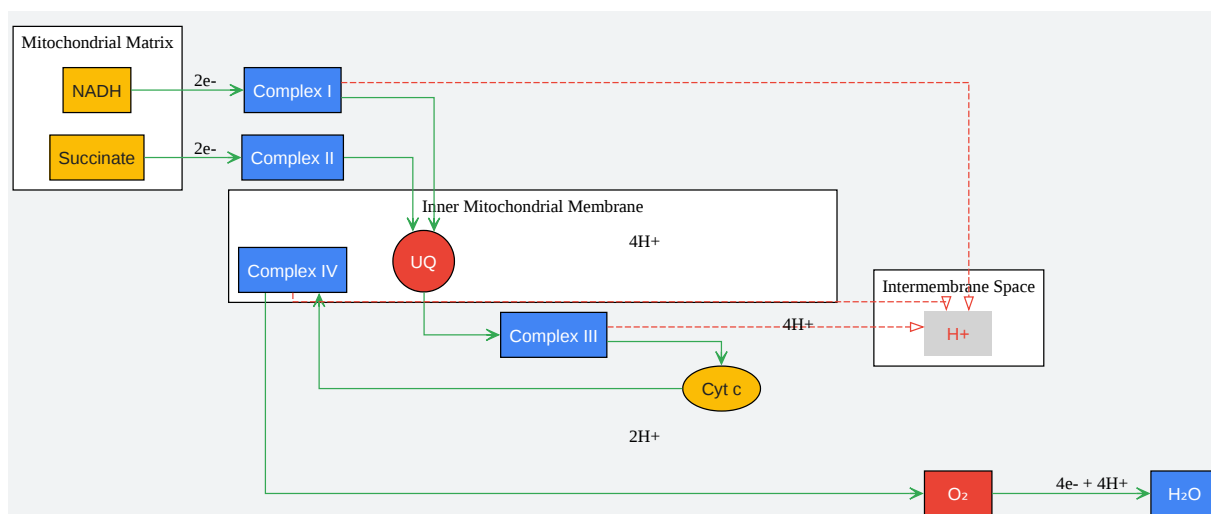 Mitochondrial Matrix
NADH
2e-
Complex I
Succinate
2e-
Complex II
Inner Mitochondrial Membrane
4H+
UQ
Complex IV
Intermembrane Space
4H+
H+
Complex III
Cyt c
2H+
O₂
4e- + 4H+
H₂O